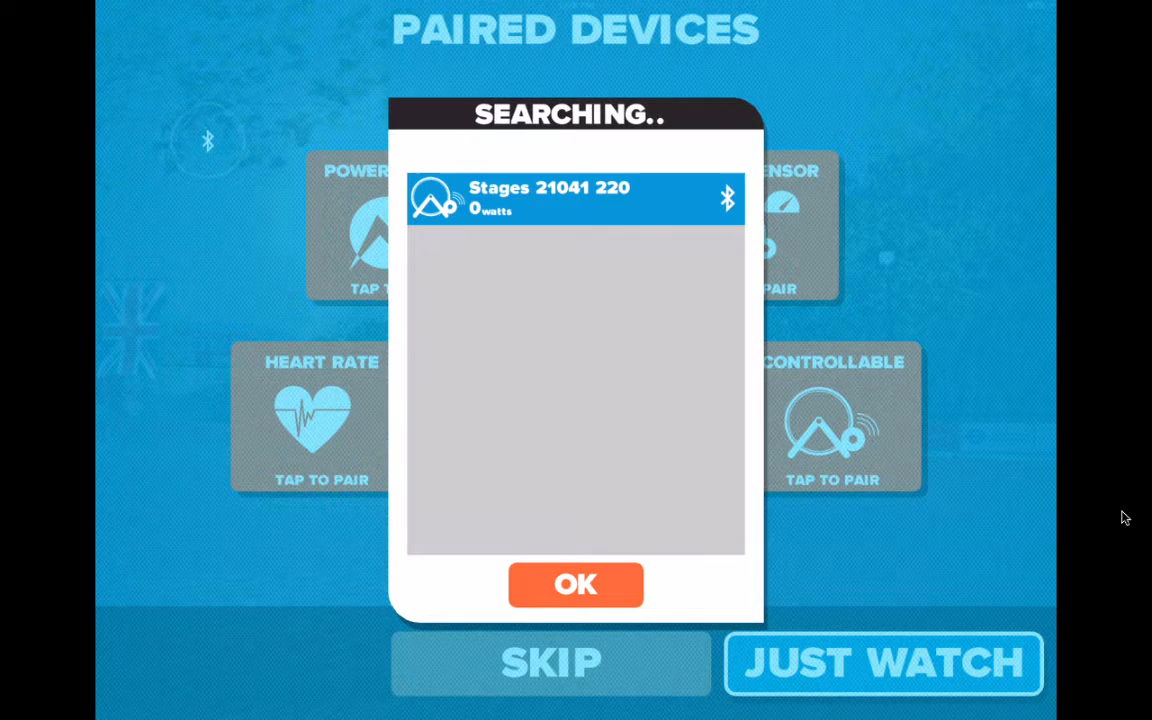 PAIRED DEVICES
SEARCHING..
POWER
ENSOR
Stages 21041 220
0watts
TAP T
PAIR
HEART RATE
CONTROLLABLE
TAP TO PAIR
TAP TO PAIR
OK
SKIP
JUST WATCH